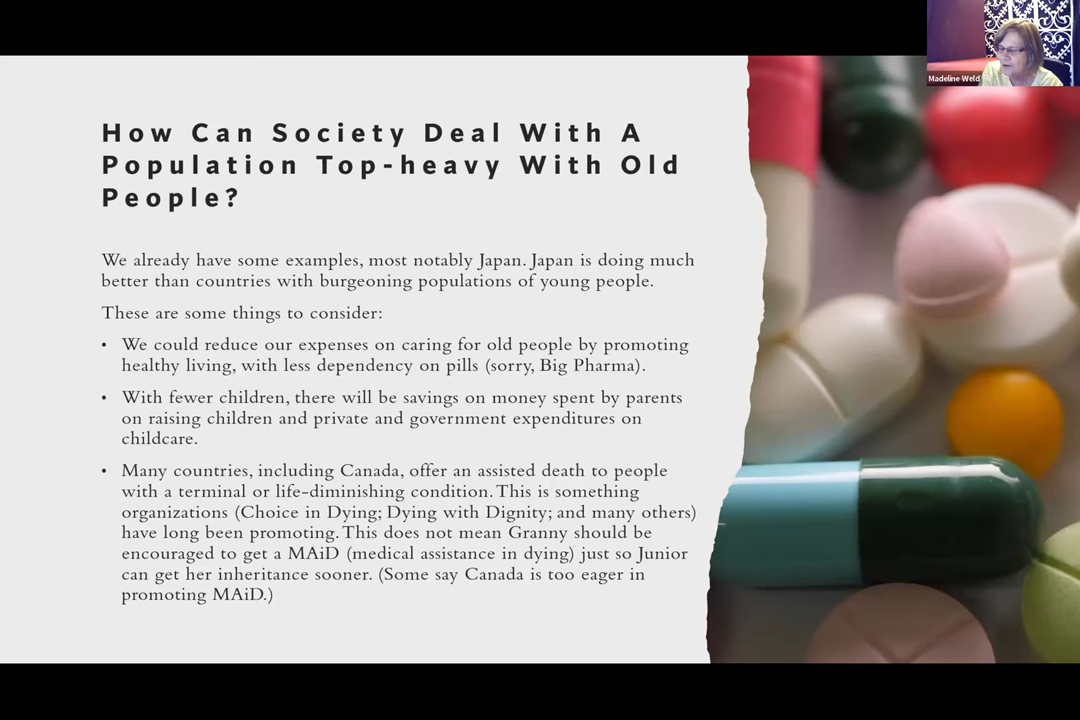 Madeline Weld
How Can Society Deal With A
Population Top-heavy With Old
People?
We already have some examples, most notably Japan. Japan is doing much
better than countries with burgeoning populations of young people.
These are some things to consider:
• We could reduce our expenses on caring for old people by promoting
healthy living, with less dependency on pills (sorry, Big Pharma).
• With fewer children, there will be savings on money spent by parents
on raising children and private and government expenditures on
childcare.
• Many countries, including Canada, offer an assisted death to people
with a terminal or life-diminishing condition. This is something
organizations (Choice in Dying; Dying with Dignity; and many others)
have long been promoting. This does not mean Granny should be
encouraged to get a MAiD (medical assistance in dying) just so Junior
can get her inheritance sooner. (Some say Canada is too eager in
promoting MAiD.)